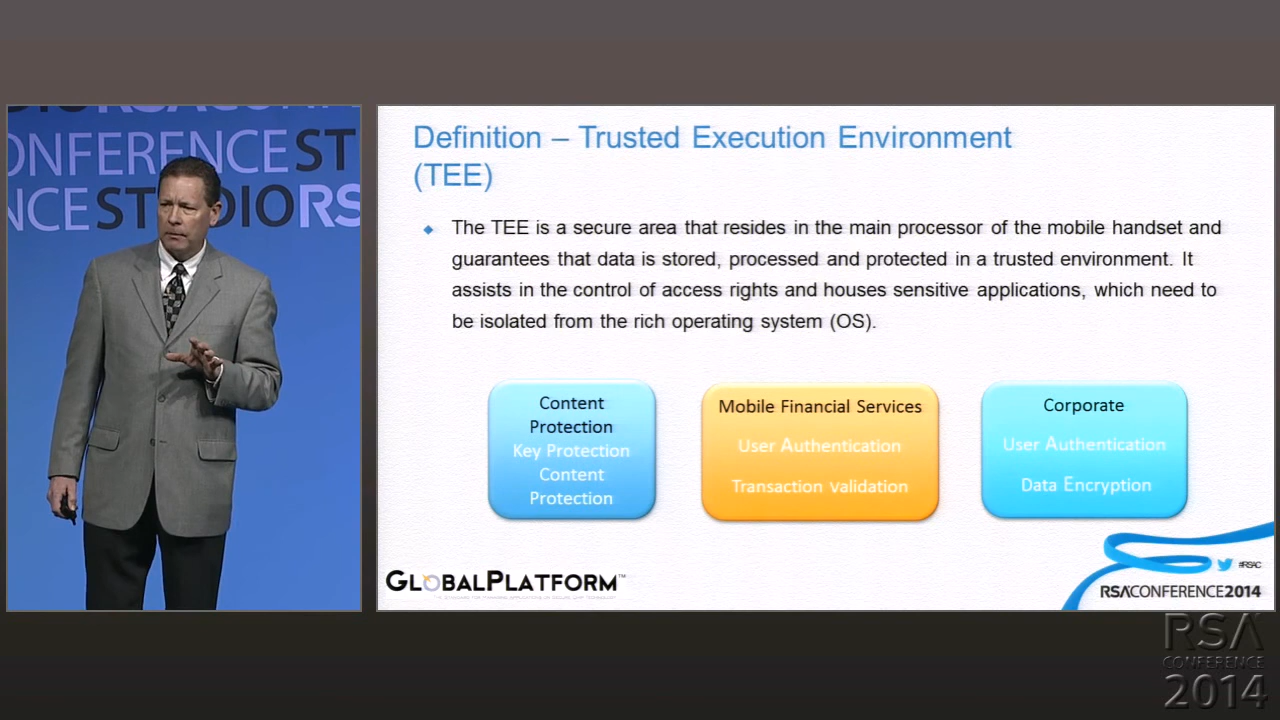 CONFERENCE ST
NCE STUDIO RS
Definition – Trusted Execution Environment
(TEE)
The TEE is a secure area that resides in the main processor of the mobile handset and
guarantees that data is stored, processed and protected in a trusted environment. It
assists in the control of access rights and houses sensitive applications, which need to
be isolated from the rich operating system (OS).
Content
Protection
Key Protection
Content
Protection
Mobile Financial Services
User Authentication
Transaction validation
Corporate
User Authentication
Data Encryption
GLOBALPLATFORM™
#RSAC
RSACONFERENCE2014
RSA
CONFERENCE
2014